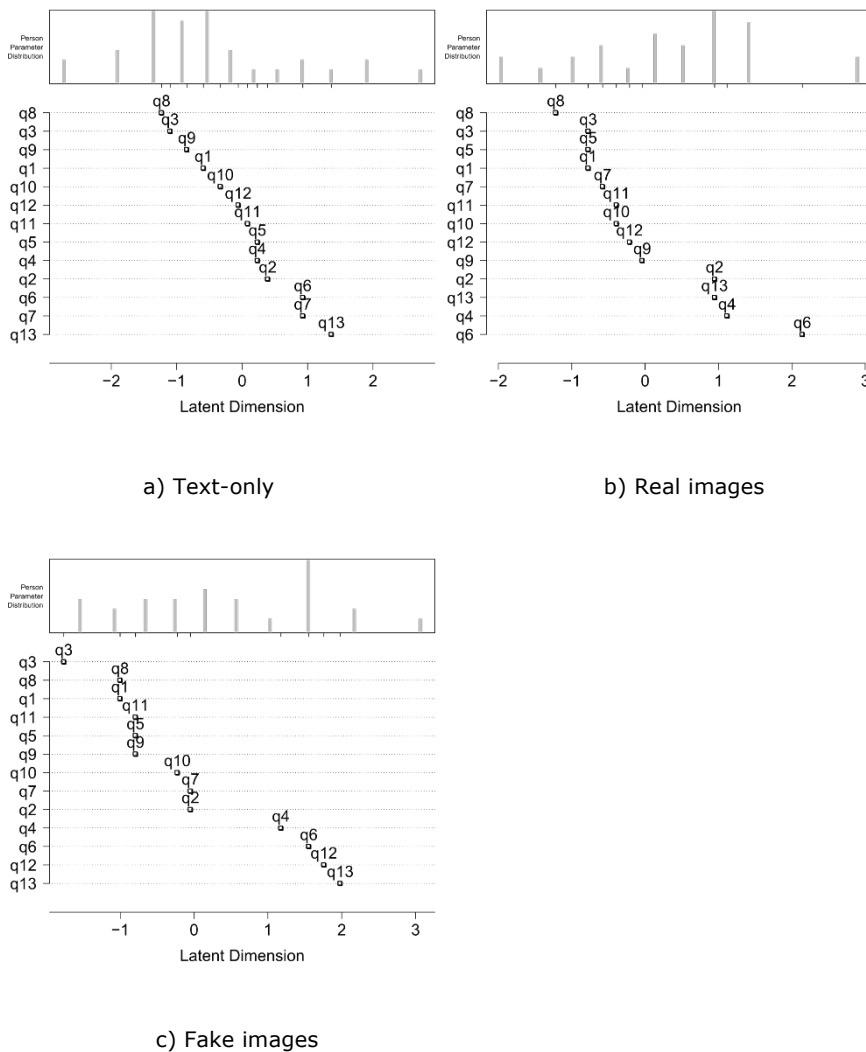 Person
Parameter
Distribution
q8
q3
q9
q1
q10
q12
q11
q5
q4
q2
q6
q7
q13
q8
q3
q9
q1
q10
q12
q11
q5
q4
q2
q6
q7
q13
−2 −1 0 1 2
Latent Dimension
a) Text-only
Person
Parameter
Distribution
q8
q3
q5
q1
q7
q11
q10
q12
q9
q2
q13
q4
q6
q8
q3
q5
q1
q7
q11
q10
q12
q9
q2
q13
q4
q6
−2 −1 0 1 2 3
Latent Dimension
b) Real images
Person
Parameter
Distribution
q3
q8
q1
q11
q5
q9
q10
q7
q2
q4
q6
q12
q13
q3
q8
q1
q11
q5
q9
q10
q7
q2
q4
q6
q12
q13
−1 0 1 2 3
Latent Dimension
c) Fake images